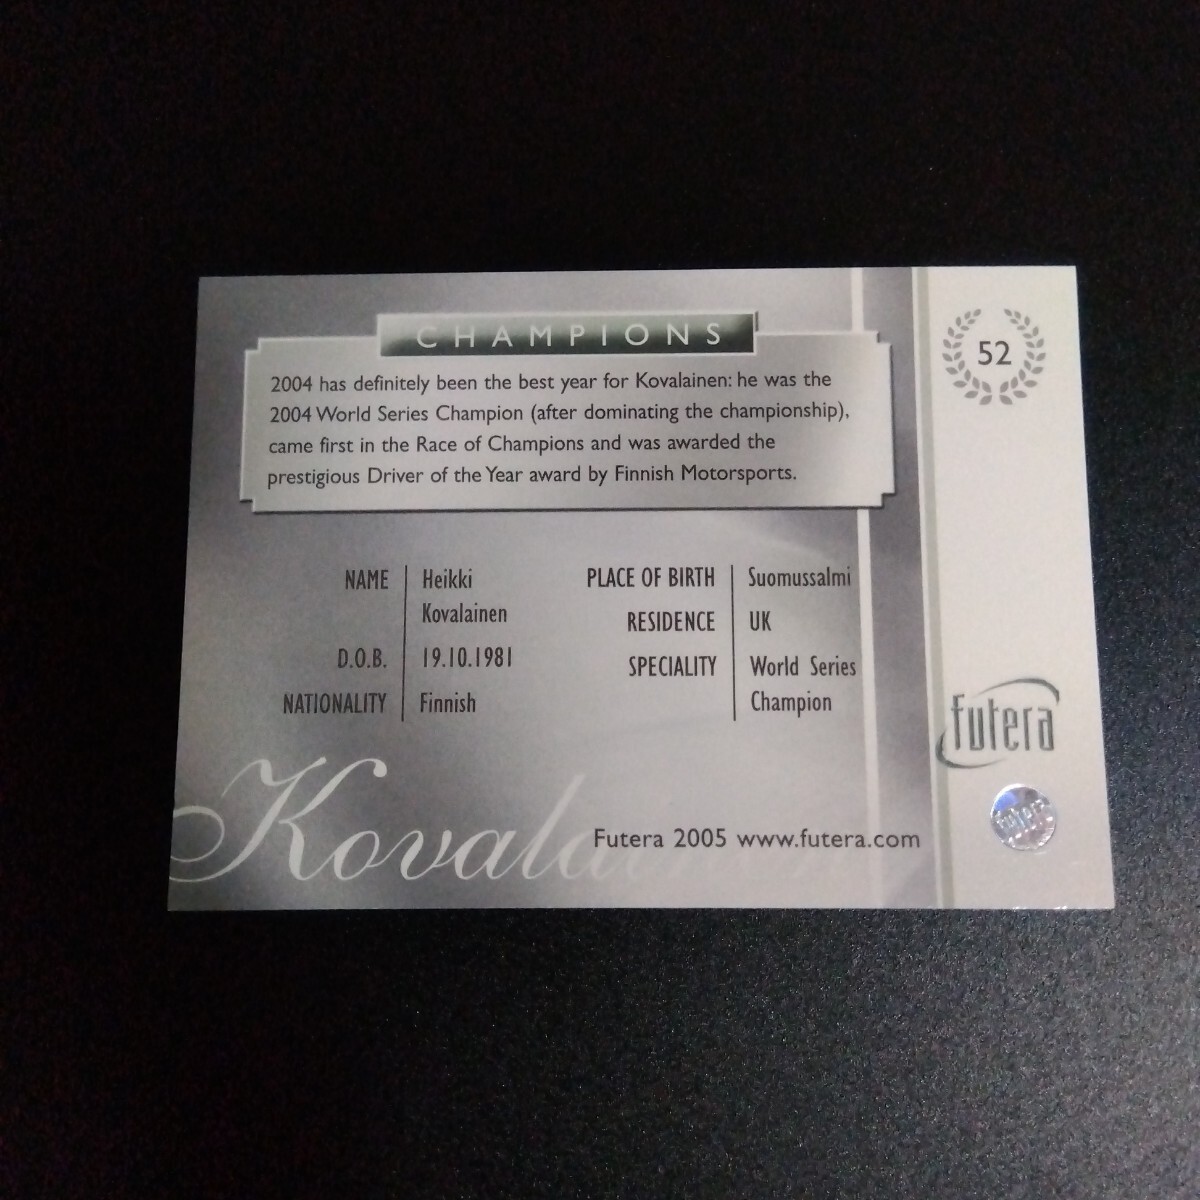 CHAMPIONS
52
2004 has definitely been the best year for Kovalainen: he was the
2004 World Series Champion (after dominating the championship),
came first in the Race of Champions and was awarded the
prestigious Driver of the Year award by Finnish Motorsports.
NAME Heikki
Kovalainen
D.O.B. 19.10.1981
NATIONALITY Finnish
PLACE OF BIRTH Suomussalmi
RESIDENCE UK
SPECIALITY World Series
Champion
futera
futera
Kovalainen
Futera 2005 www.futera.com